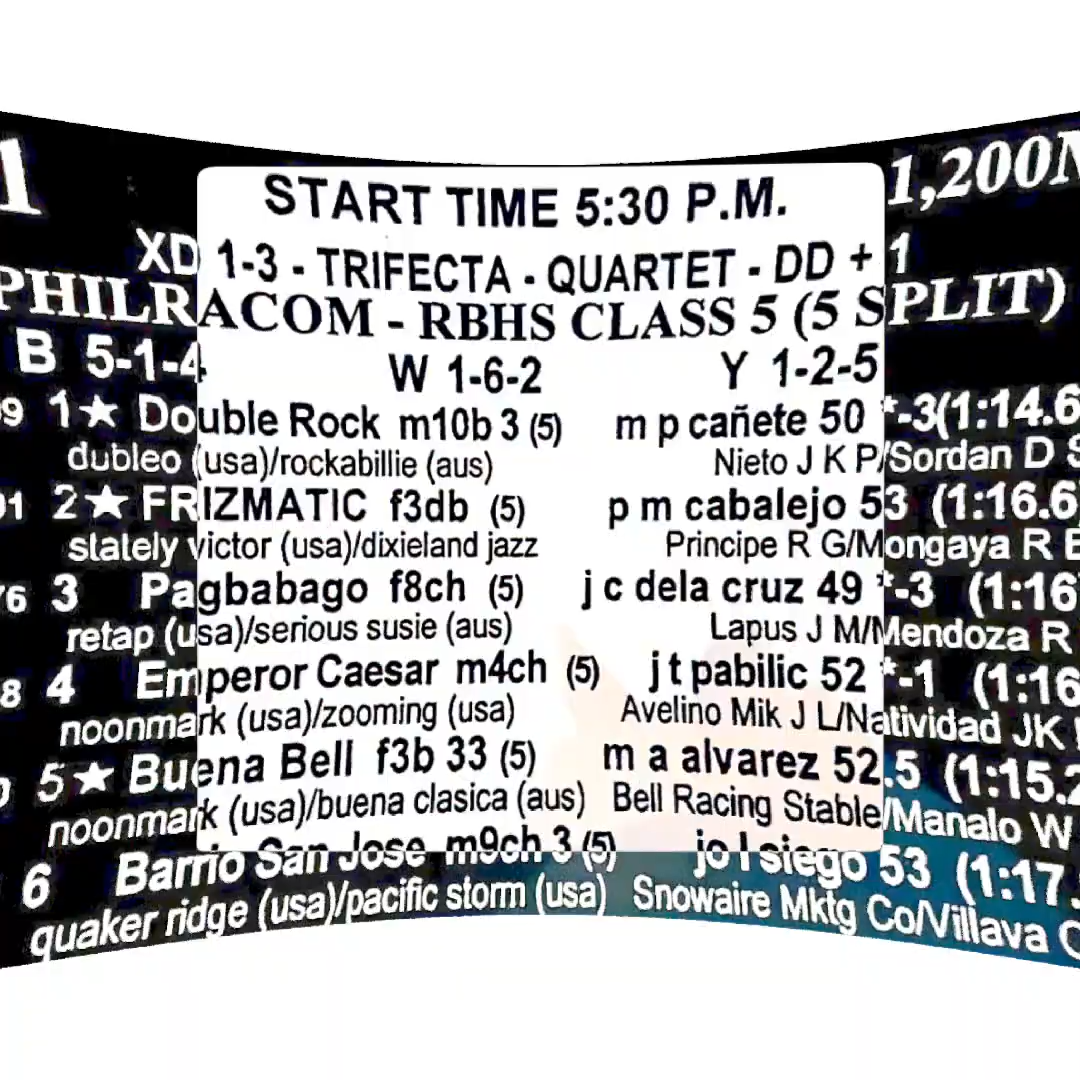 1
START TIME 5:30 P.M.
1,200M
XD 1-3 - TRIFECTA - QUARTET - DD + 1
PHILRACOM - RBHS CLASS 5 (5 SPLIT)
B 5-1-4 W 1-6-2 Y 1-2-5
1★ Double Rock m10b 3 (5) m p cañete 50 *-3(1:14.6
dubleo (usa)/rockabillie (aus) Nieto J K P/Sordan D S
2★ FRIZMATIC f3db (5) p m cabalejo 53 (1:16.6
stately victor (usa)/dixieland jazz Principe R G/Mongaya R E
3 Pagbabago f8ch (5) j c dela cruz 49 *-3 (1:16
retap (usa)/serious susie (aus) Lapus J M/Mendoza R
4 Emperor Caesar m4ch (5) j t pabilic 52 *-1 (1:16
noonmark (usa)/zooming (usa) Avelino Mik J L/Natividad JK
5★ Buena Bell f3b 33 (5) m a alvarez 52.5 (1:15.2
noonmark (usa)/buena clasica (aus) Bell Racing Stable/Manalo W
6 Barrio San Jose m9ch 3 (5) jo l siego 53 (1:17.
quaker ridge (usa)/pacific storm (usa) Snowaire Mktg Co/Villava C